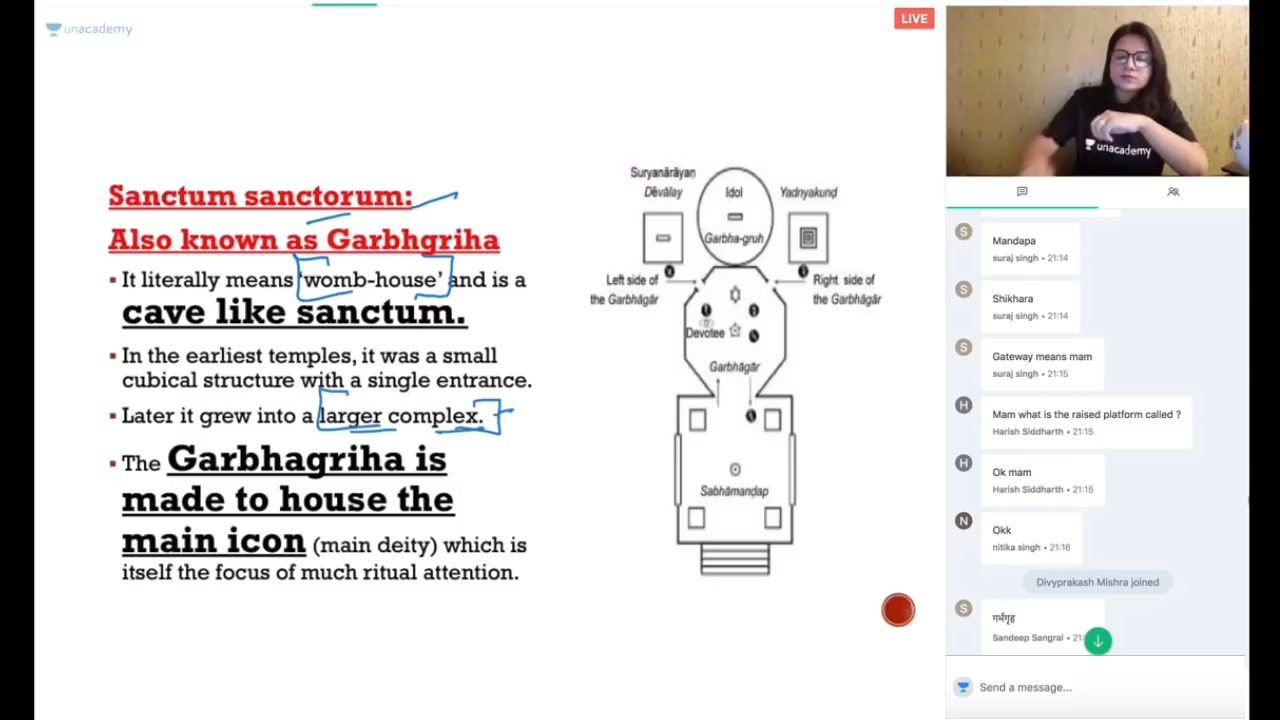 unacademy
LIVE
Sanctum sanctorum:
Also known as Garbhgriha
It literally means ‘womb-house’ and is a
cave like sanctum.
In the earliest temples, it was a small
cubical structure with a single entrance.
Later it grew into a larger complex.
The Garbhagriha is
made to house the
main icon (main deity) which is
itself the focus of much ritual attention.
Suryanārāyaṇ
Dēvālay
Idol
Garbha-gruh
Yadnyakuṇḍ
Left side of
the Garbhāgār
Right side of
the Garbhāgār
Devotee
Garbhāgār
Sabhāmaṇḍap
unacademy
S
Mandapa
suraj singh • 21:14
S
Shikhara
suraj singh • 21:14
S
Gateway means mam
suraj singh • 21:15
H
Mam what is the raised platform called ?
Harish Siddharth • 21:15
H
Ok mam
Harish Siddharth • 21:15
N
Okk
nitika singh • 21:16
Divyprakash Mishra joined
S
गर्भगृह
Sandeep Sangral • 21:
Send a message...